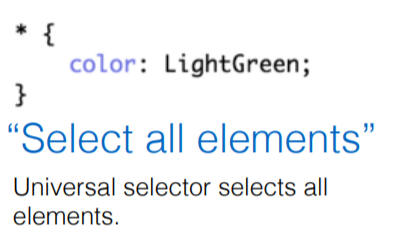 * {
    color: LightGreen;
}
“Select all elements”
Universal selector selects all
elements.